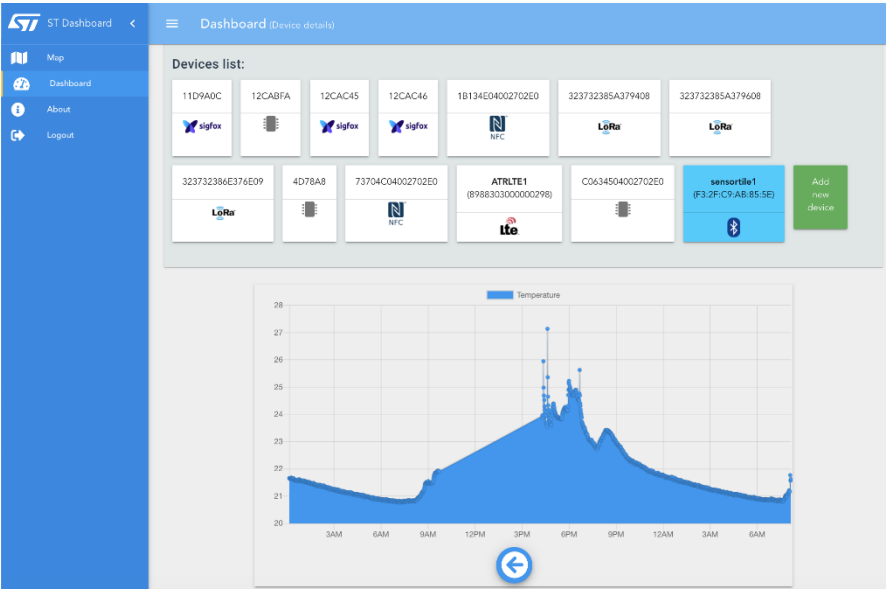 ST Dashboard
Dashboard (Device details)
Map
Dashboard
About
Logout
Devices list:
11D9A0C
12CABFA
12CAC45
12CAC46
1B134E04002702E0
323732385A379408
323732385A379608
sigfox
sigfox
sigfox
NFC
LoRa
LoRa
323732386E376E09
4D78A8
73704C04002702E0
ATRLTE1
(8988303000000298)
C0634504002702E0
sensortile1
(F3:2F:C9:AB:85:5E)
Add
new
device
LoRa
NFC
lte
Temperature
28
27
26
25
24
23
22
21
20
3AM
6AM
9AM
12PM
3PM
6PM
9PM
12AM
3AM
6AM